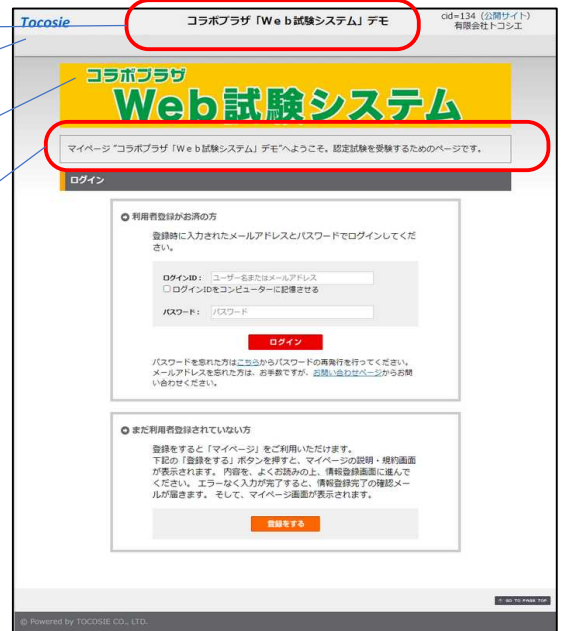 Tocosie
コラボプラザ「Ｗｅｂ試験システム」デモ
cid=134（公開サイト）
有限会社トコシエ
コラボプラザ
Web試験システム
マイページ “コラボプラザ「Ｗｅｂ試験システム」デモ”へようこそ。認定試験を受験するためのページです。
ログイン
利用者登録がお済の方
登録時に入力されたメールアドレスとパスワードでログインしてくだ
さい。
ログインID： ユーザー名またはメールアドレス
ログインIDをコンピューターに記憶させる
パスワード： パスワード
ログイン
パスワードを忘れた方はこちらからパスワードの再発行を行ってください。
メールアドレスを忘れた方は、お手数ですが、お問い合わせページからお問
い合わせください。
まだ利用者登録されていない方
登録をすると「マイページ」をご利用いただけます。
下記の「登録をする」ボタンを押すと、マイページの説明・規約画面
が表示されます。 内容を、よくお読みの上、情報登録画面に進んで
ください。 エラーなく入力が完了すると、情報登録完了の確認メー
ルが届きます。 そして、マイページ画面が表示されます。
登録をする
GO TO PAGE TOP
© Powered by TOCOSIE CO., LTD.